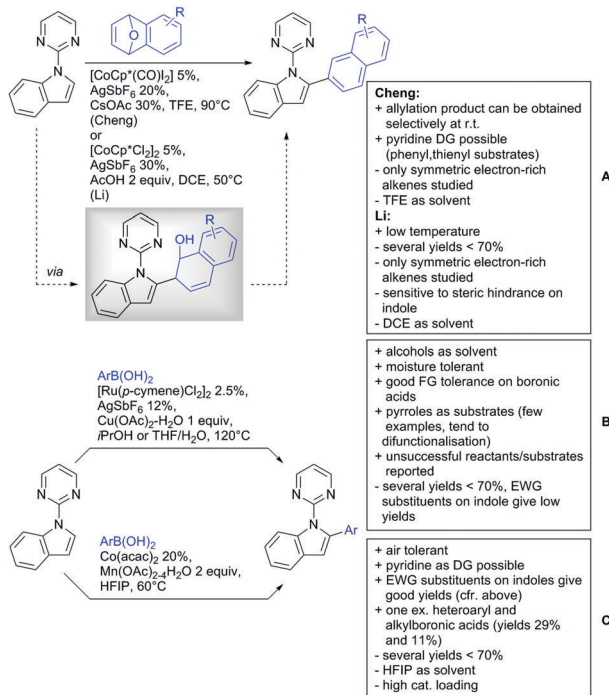 R
N
N
N
O
[CoCp*(CO)I₂] 5%,
AgSbF₆ 20%,
CsOAc 30%, TFE, 90°C
(Cheng)
or
[CoCp*Cl₂]₂ 5%,
AgSbF₆ 30%,
AcOH 2 equiv, DCE, 50°C
(Li)
N
N
N
R
via
N
N
N
OH
R
Cheng:
+ allylation product can be obtained
selectively at r.t.
+ pyridine DG possible
(phenyl,thienyl substrates)
- only symmetric electron-rich
alkenes studied
- TFE as solvent
Li:
+ low temperature
- several yields < 70%
- only symmetric electron-rich
alkenes studied
- sensitive to steric hindrance on
indole
- DCE as solvent
A
ArB(OH)₂
[Ru(p-cymene)Cl₂]₂ 2.5%,
AgSbF₆ 12%,
Cu(OAc)₂-H₂O 1 equiv,
iPrOH or THF/H₂O, 120°C
N
N
N
ArB(OH)₂
Co(acac)₂ 20%,
Mn(OAc)₂₋₄H₂O 2 equiv,
HFIP, 60°C
N
N
N
Ar
+ alcohols as solvent
+ moisture tolerant
+ good FG tolerance on boronic
acids
+ pyrroles as substrates (few
examples, tend to
difunctionalisation)
+ unsuccessful reactants/substrates
reported
- several yields < 70%, EWG
substituents on indole give low
yields
B
+ air tolerant
+ pyridine as DG possible
+ EWG substituents on indoles give
good yields (cfr. above)
+ one ex. heteroaryl and
alkylboronic acids (yields 29%
and 11%)
- several yields < 70%
- HFIP as solvent
- high cat. loading
C